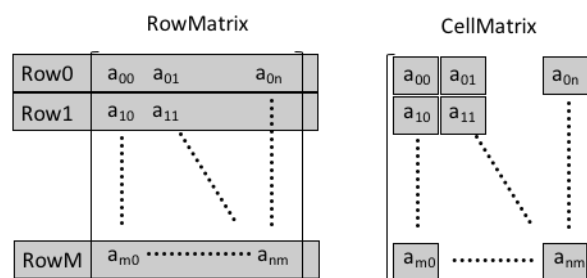 RowMatrix
CellMatrix
Row0 a₀₀ a₀₁ a₀ₙ
a₀₀ a₀₁ a₀ₙ
Row1 a₁₀ a₁₁
a₁₀ a₁₁
RowM aₘ₀ aₙₘ
aₘ₀ aₙₘ